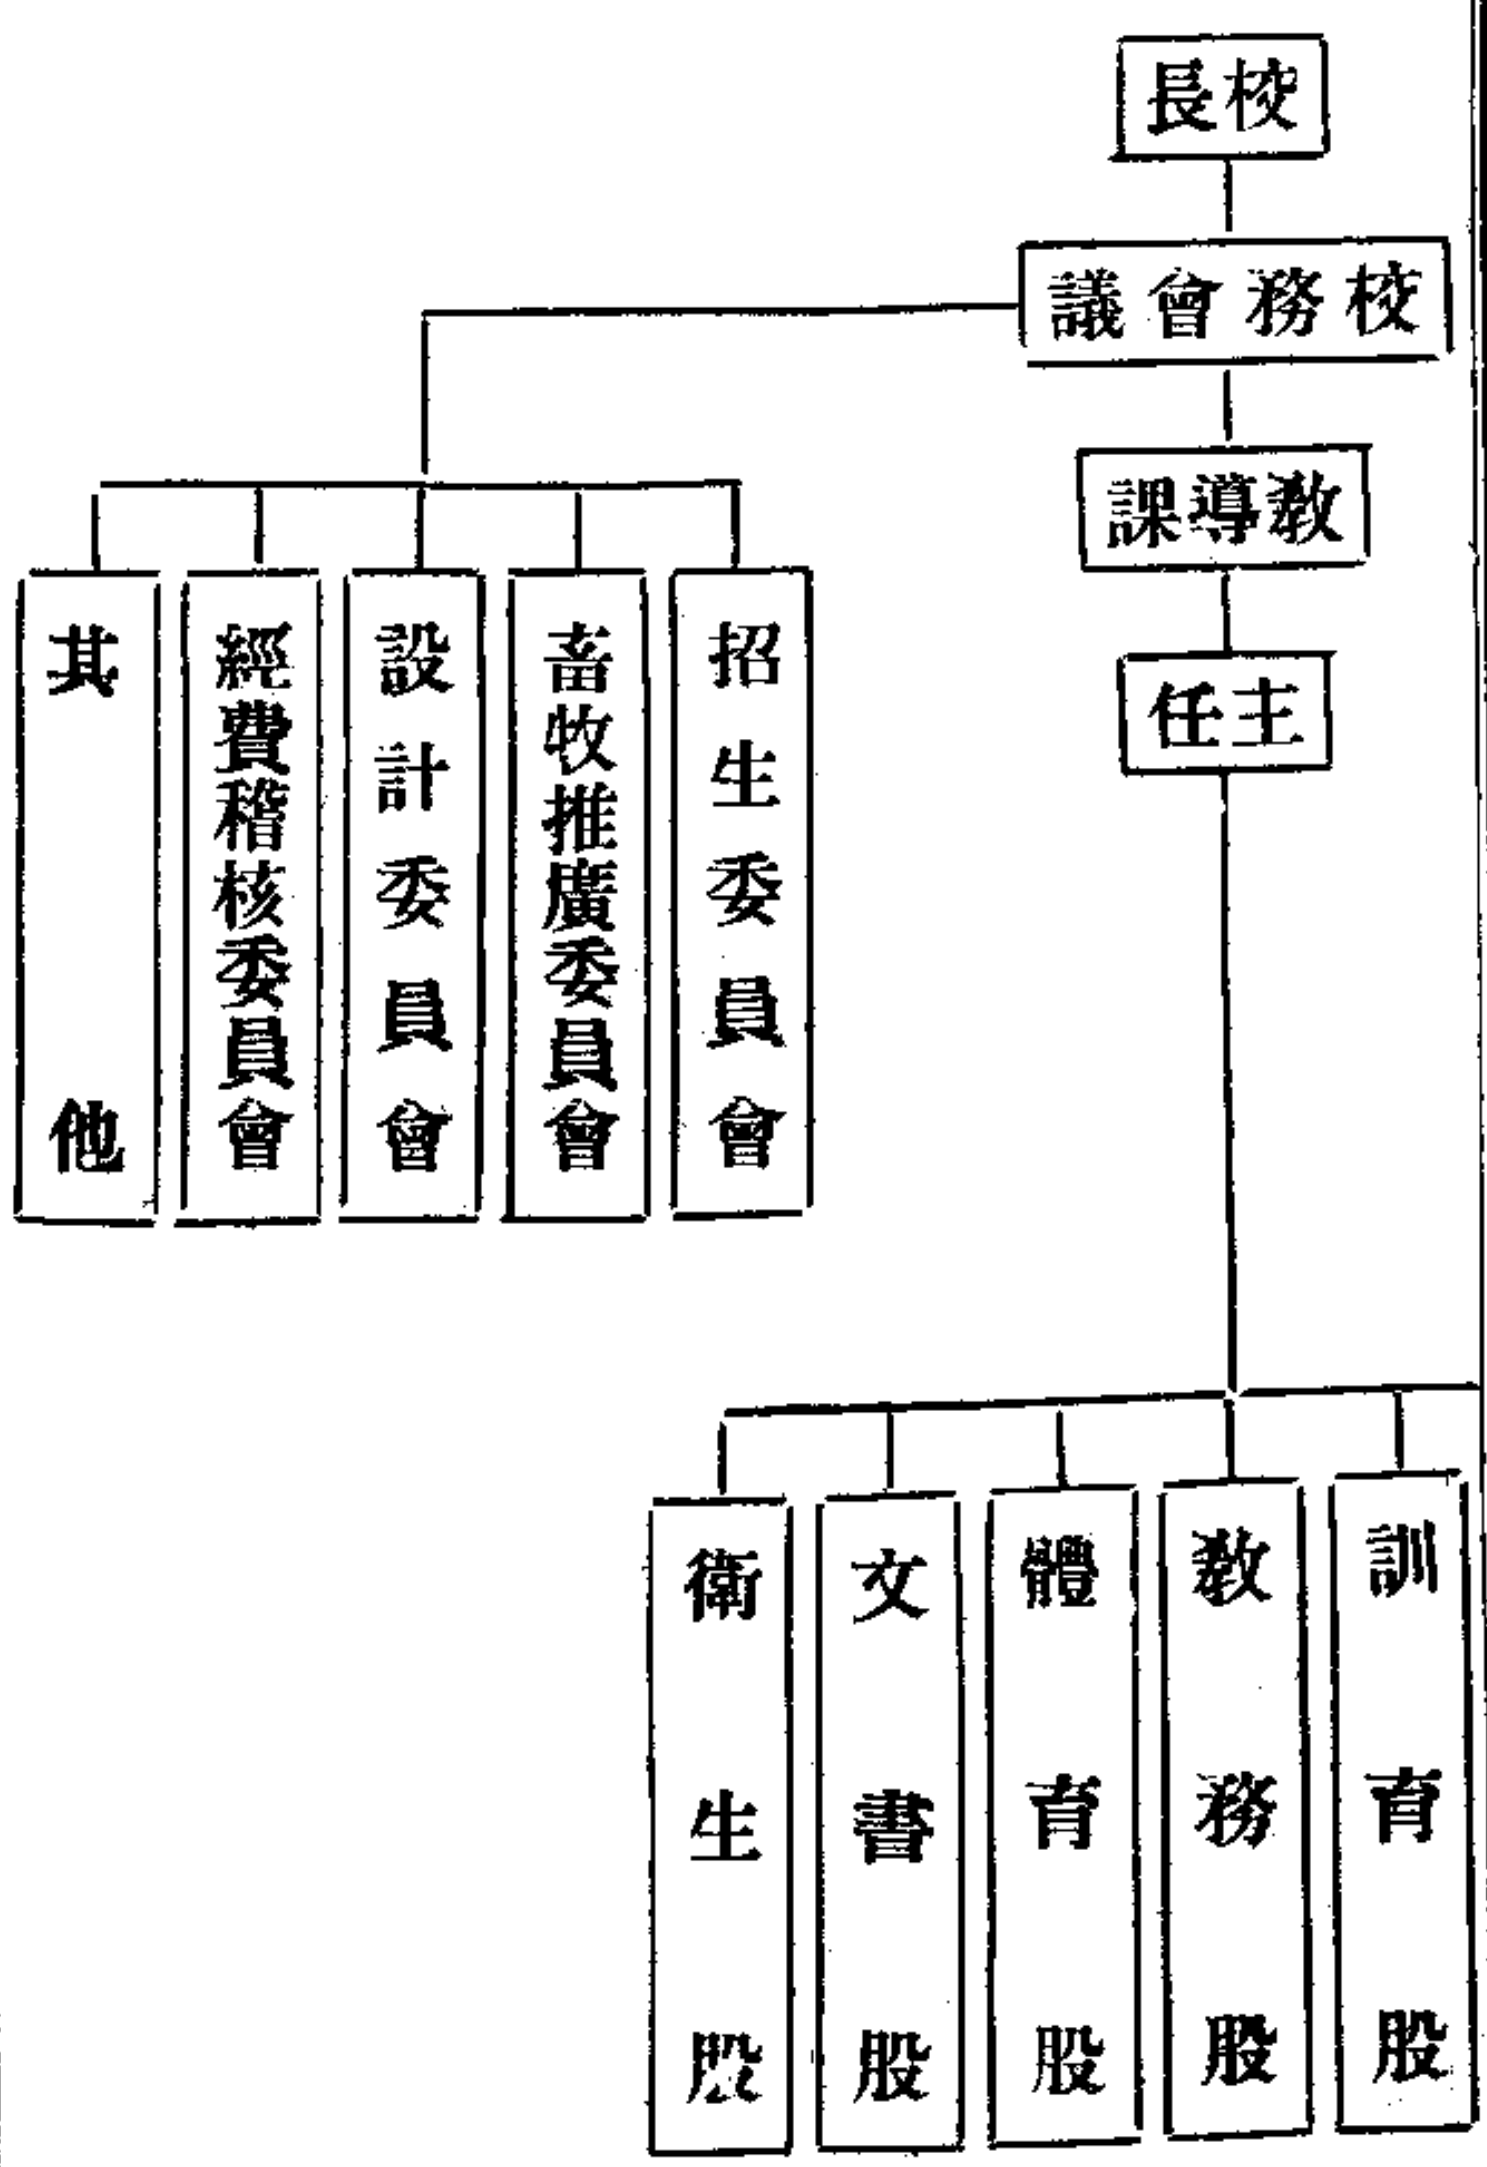 校長
校務會議
教導課
主任
招生委員會
畜牧推廣委員會
設計委員會
經費稽核委員會
其他
訓育股
教務股
體育股
文書股
衛生股